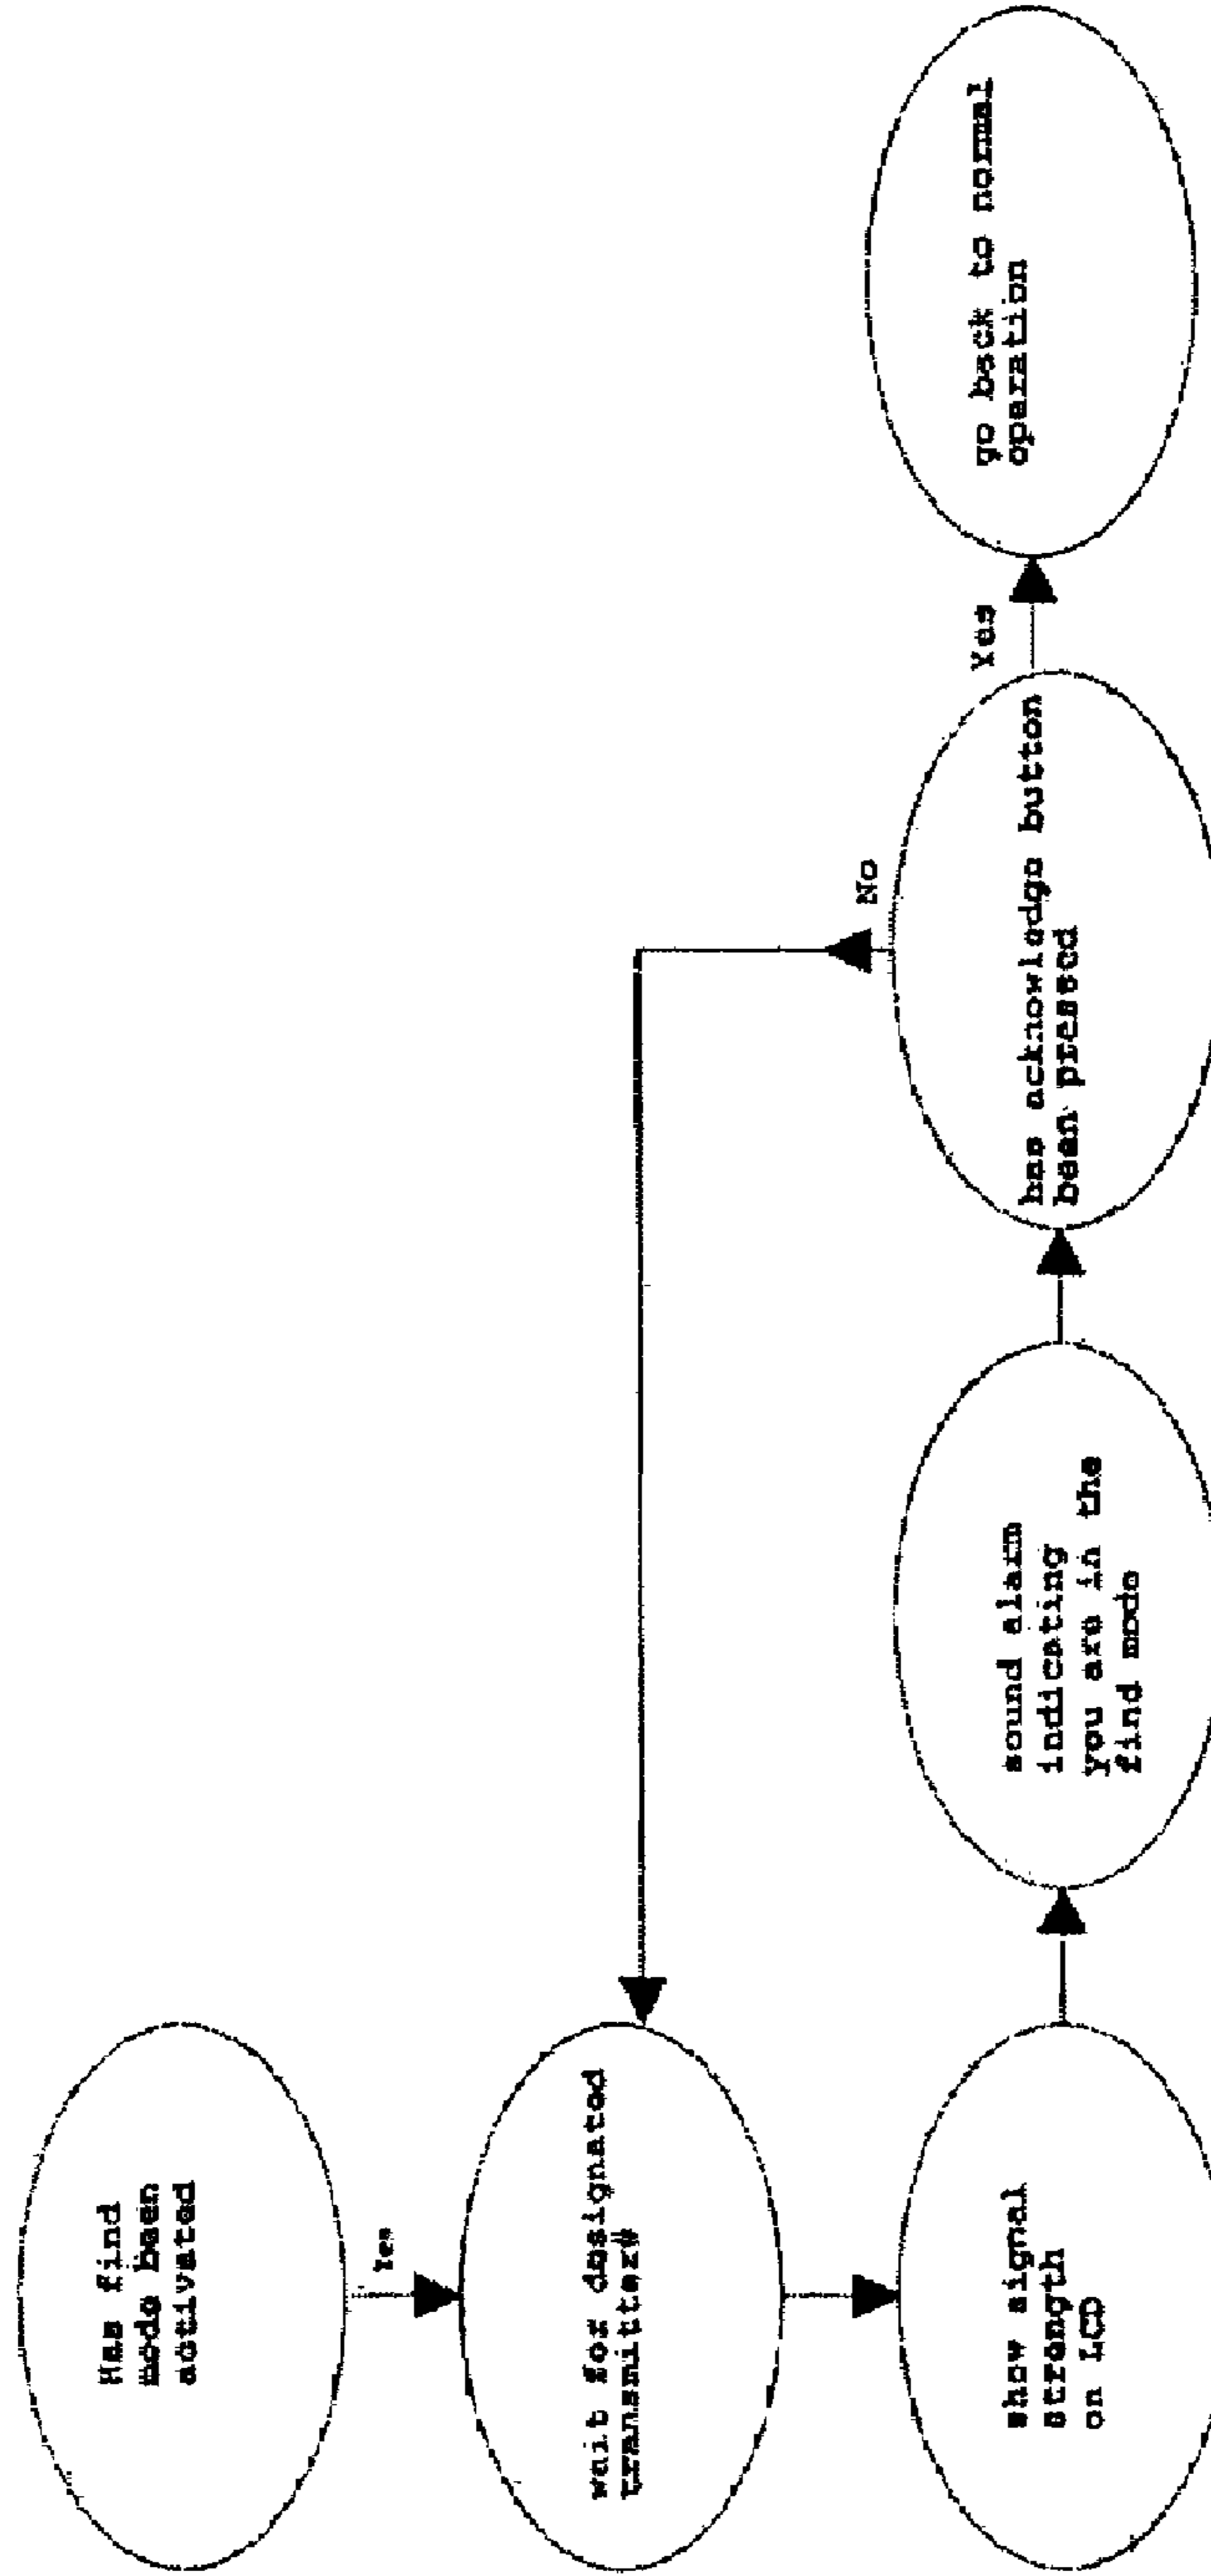 Has find
mode been
activated
Yes
wait for designated
transmitter#
show signal
strength
on LCD
sound alarm
indicating
you are in the
find mode
has acknowledge button
been pressed
No
Yes
go back to normal
operation